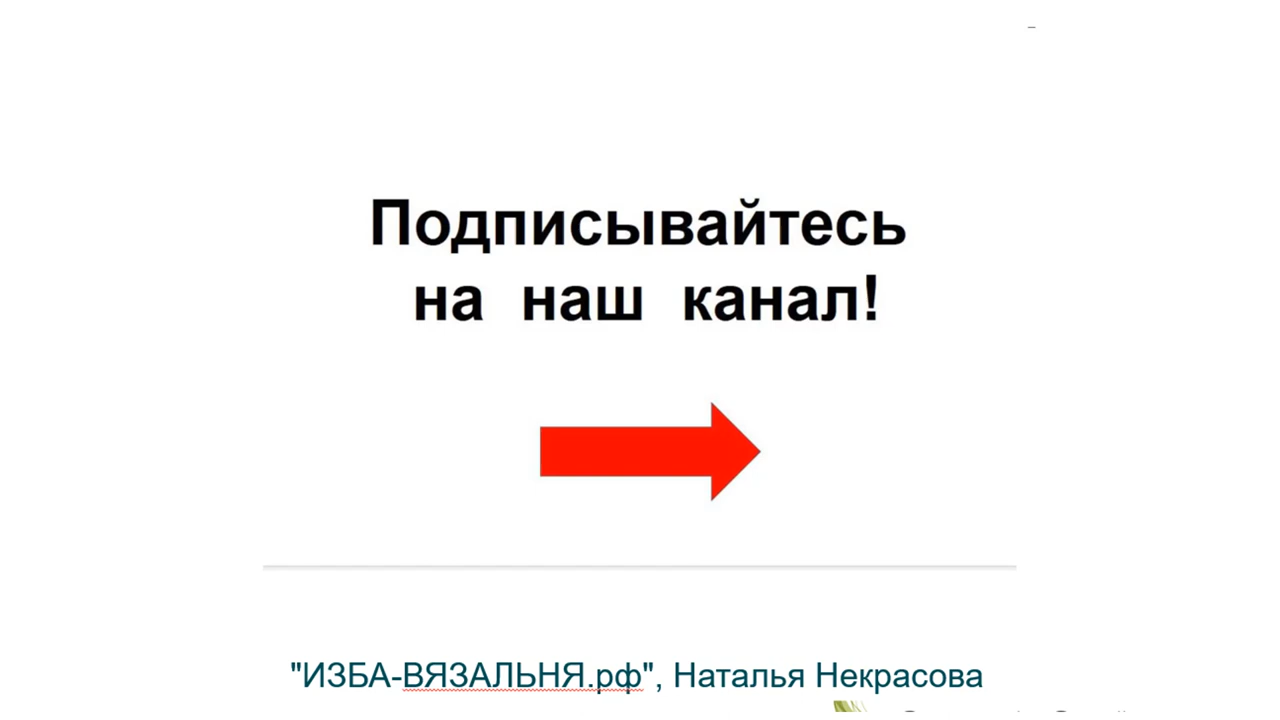 Подписывайтесь
на наш канал!
"ИЗБА-ВЯЗАЛЬНЯ.рф", Наталья Некрасова